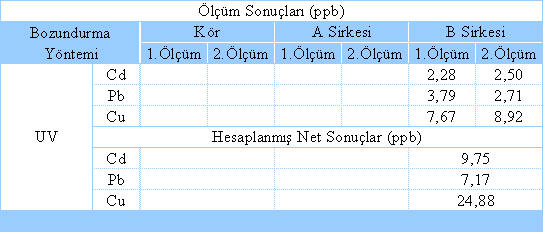 Ölçüm Sonuçları (ppb)
Bozundurma Yöntemi Kör A Sirkesi B Sirkesi
1.Ölçüm 2.Ölçüm 1.Ölçüm 2.Ölçüm 1.Ölçüm 2.Ölçüm
Cd 2,28 2,50
Pb 3,79 2,71
Cu 7,67 8,92
UV Hesaplanmış Net Sonuçlar (ppb)
Cd 9,75
Pb 7,17
Cu 24,88